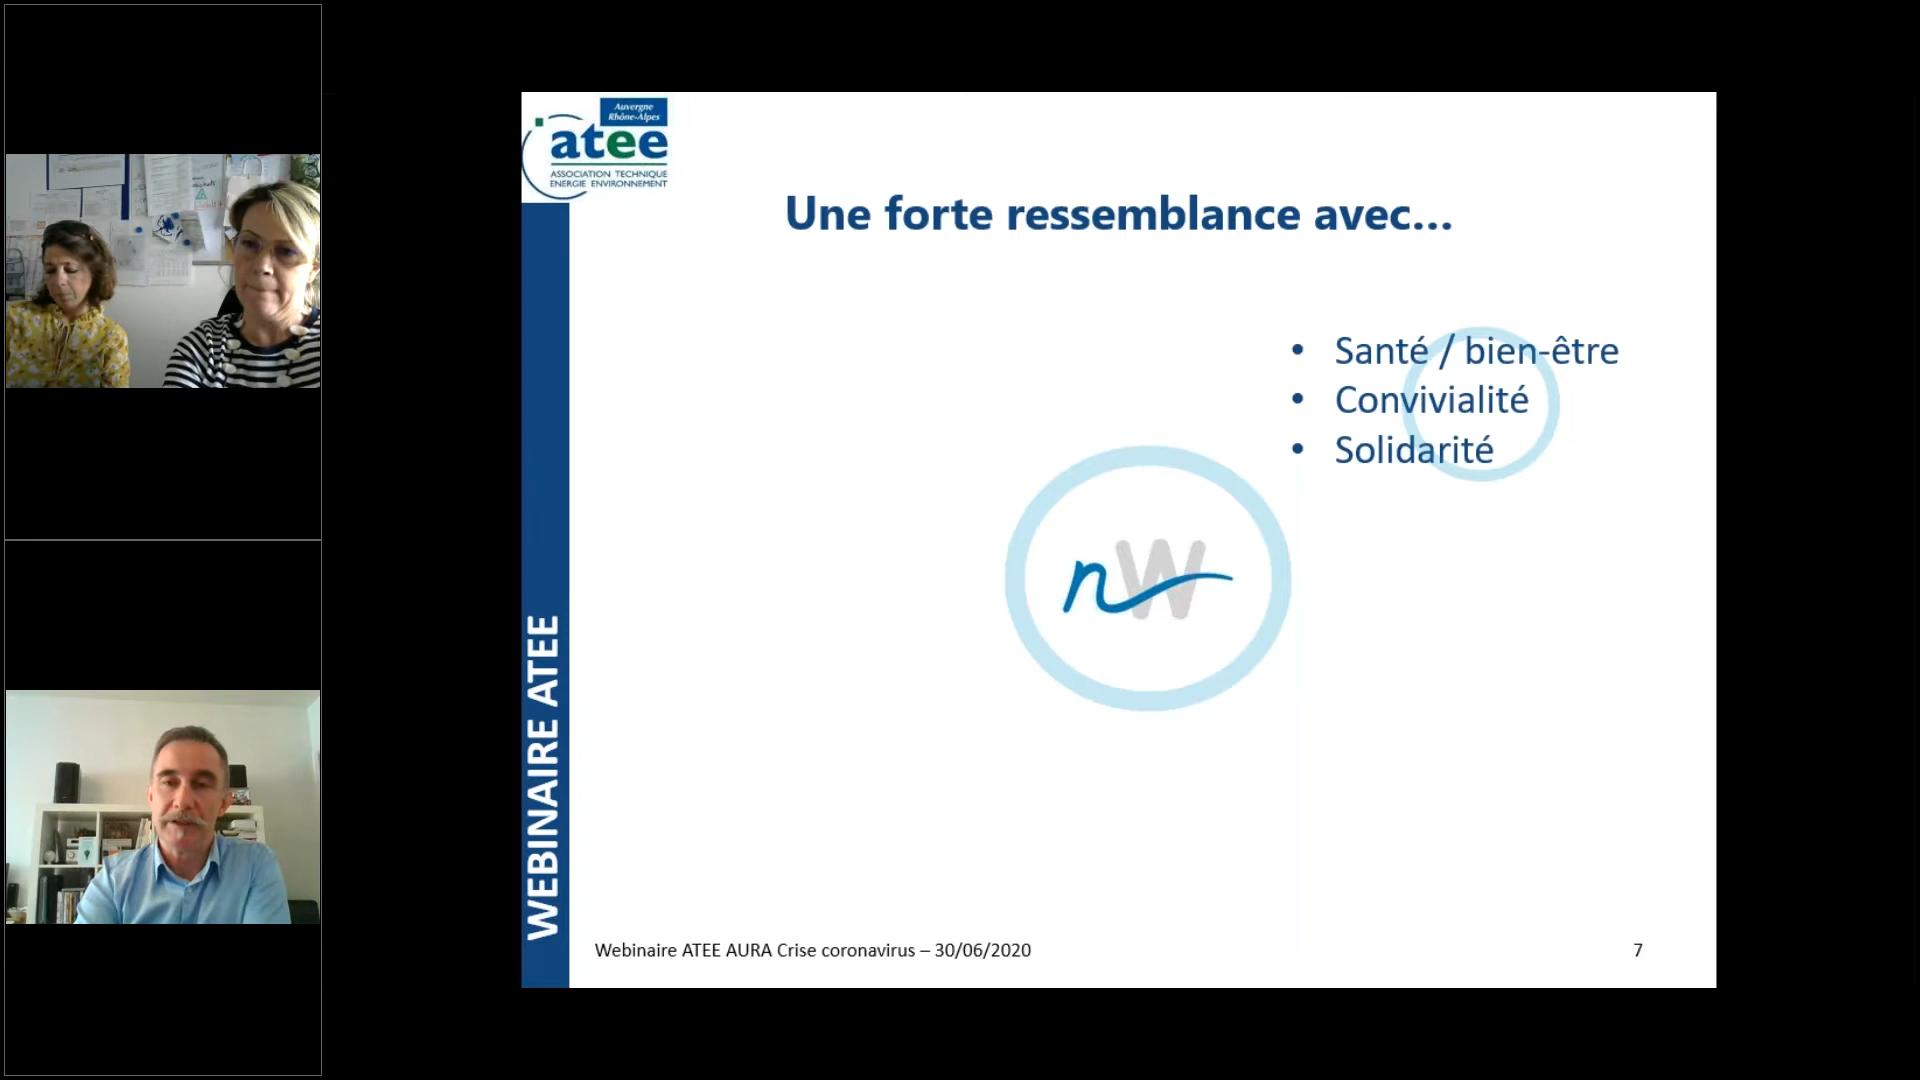 Auvergne
Rhône-Alpes
atee
ASSOCIATION TECHNIQUE
ENERGIE ENVIRONNEMENT
Une forte ressemblance avec...
• Santé / bien-être
• Convivialité
• Solidarité
nW
WEBINAIRE ATEE
Webinaire ATEE AURA Crise coronavirus – 30/06/2020
7